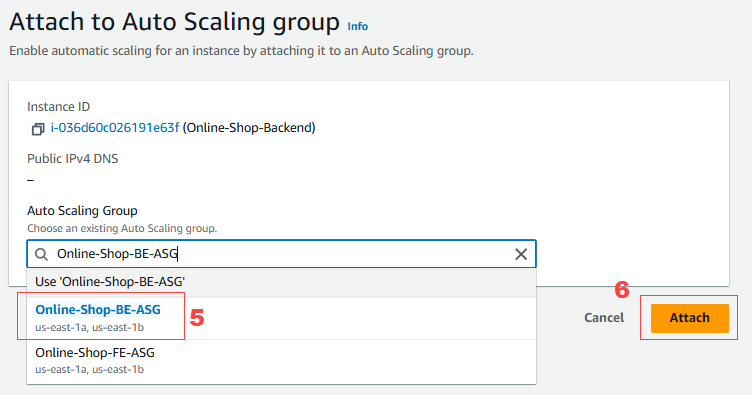 Attach to Auto Scaling group Info
Enable automatic scaling for an instance by attaching it to an Auto Scaling group.
Instance ID
i-036d60c026191e63f (Online-Shop-Backend)
Public IPv4 DNS
–
Auto Scaling Group
Choose an existing Auto Scaling group.
Online-Shop-BE-ASG
Use 'Online-Shop-BE-ASG'
Online-Shop-BE-ASG
us-east-1a, us-east-1b
5
6
Cancel
Attach
Online-Shop-FE-ASG
us-east-1a, us-east-1b